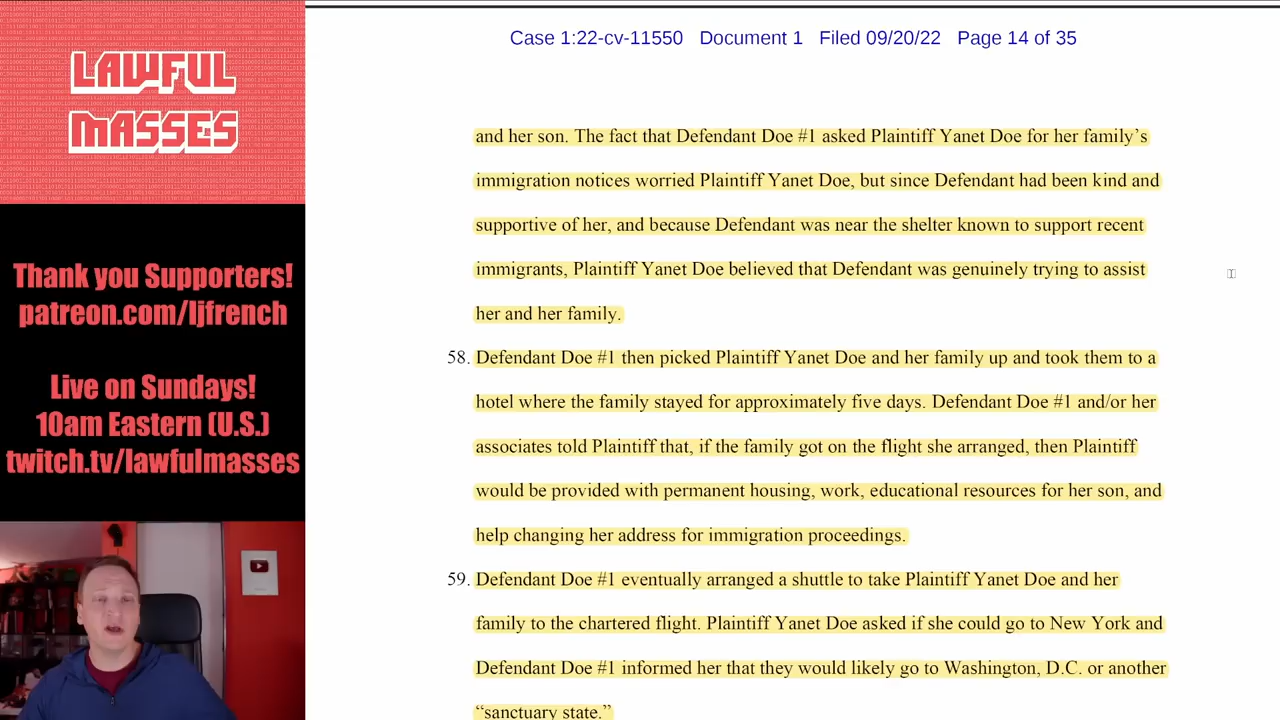 LAWFUL
MASSES
Thank you Supporters!
patreon.com/ljfrench
Live on Sundays!
10am Eastern (U.S.)
twitch.tv/lawfulmasses
Case 1:22-cv-11550 Document 1 Filed 09/20/22 Page 14 of 35
and her son. The fact that Defendant Doe #1 asked Plaintiff Yanet Doe for her family’s
immigration notices worried Plaintiff Yanet Doe, but since Defendant had been kind and
supportive of her, and because Defendant was near the shelter known to support recent
immigrants, Plaintiff Yanet Doe believed that Defendant was genuinely trying to assist
her and her family.
58. Defendant Doe #1 then picked Plaintiff Yanet Doe and her family up and took them to a
hotel where the family stayed for approximately five days. Defendant Doe #1 and/or her
associates told Plaintiff that, if the family got on the flight she arranged, then Plaintiff
would be provided with permanent housing, work, educational resources for her son, and
help changing her address for immigration proceedings.
59. Defendant Doe #1 eventually arranged a shuttle to take Plaintiff Yanet Doe and her
family to the chartered flight. Plaintiff Yanet Doe asked if she could go to New York and
Defendant Doe #1 informed her that they would likely go to Washington, D.C. or another
“sanctuary state.”